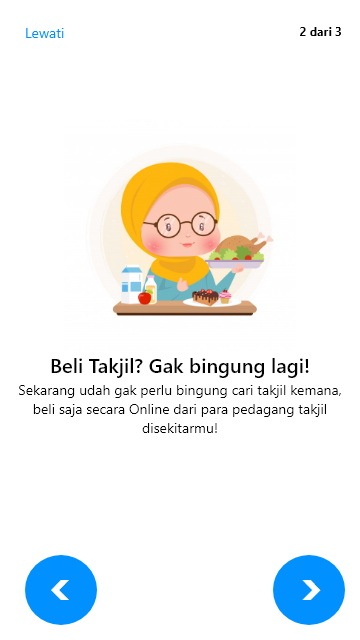 Lewati
2 dari 3
Beli Takjil? Gak bingung lagi!
Sekarang udah gak perlu bingung cari takjil kemana,
beli saja secara Online dari para pedagang takjil
disekitarmu!